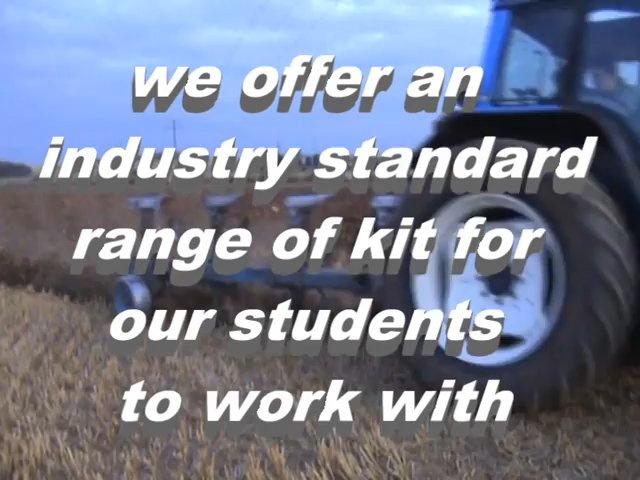 we offer an
industry standard
range of kit for
our students
to work with